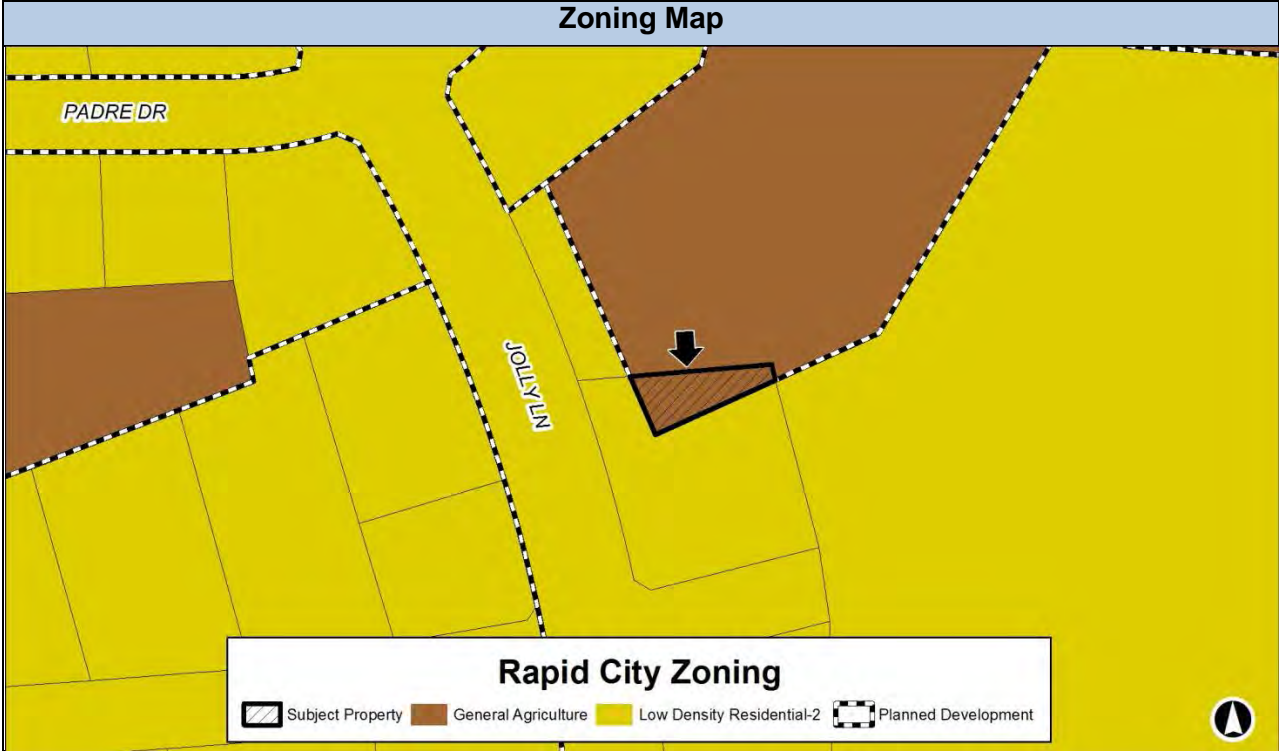 Zoning Map
PADRE DR
JOLLY LN
Rapid City Zoning
Subject Property General Agriculture Low Density Residential-2 Planned Development